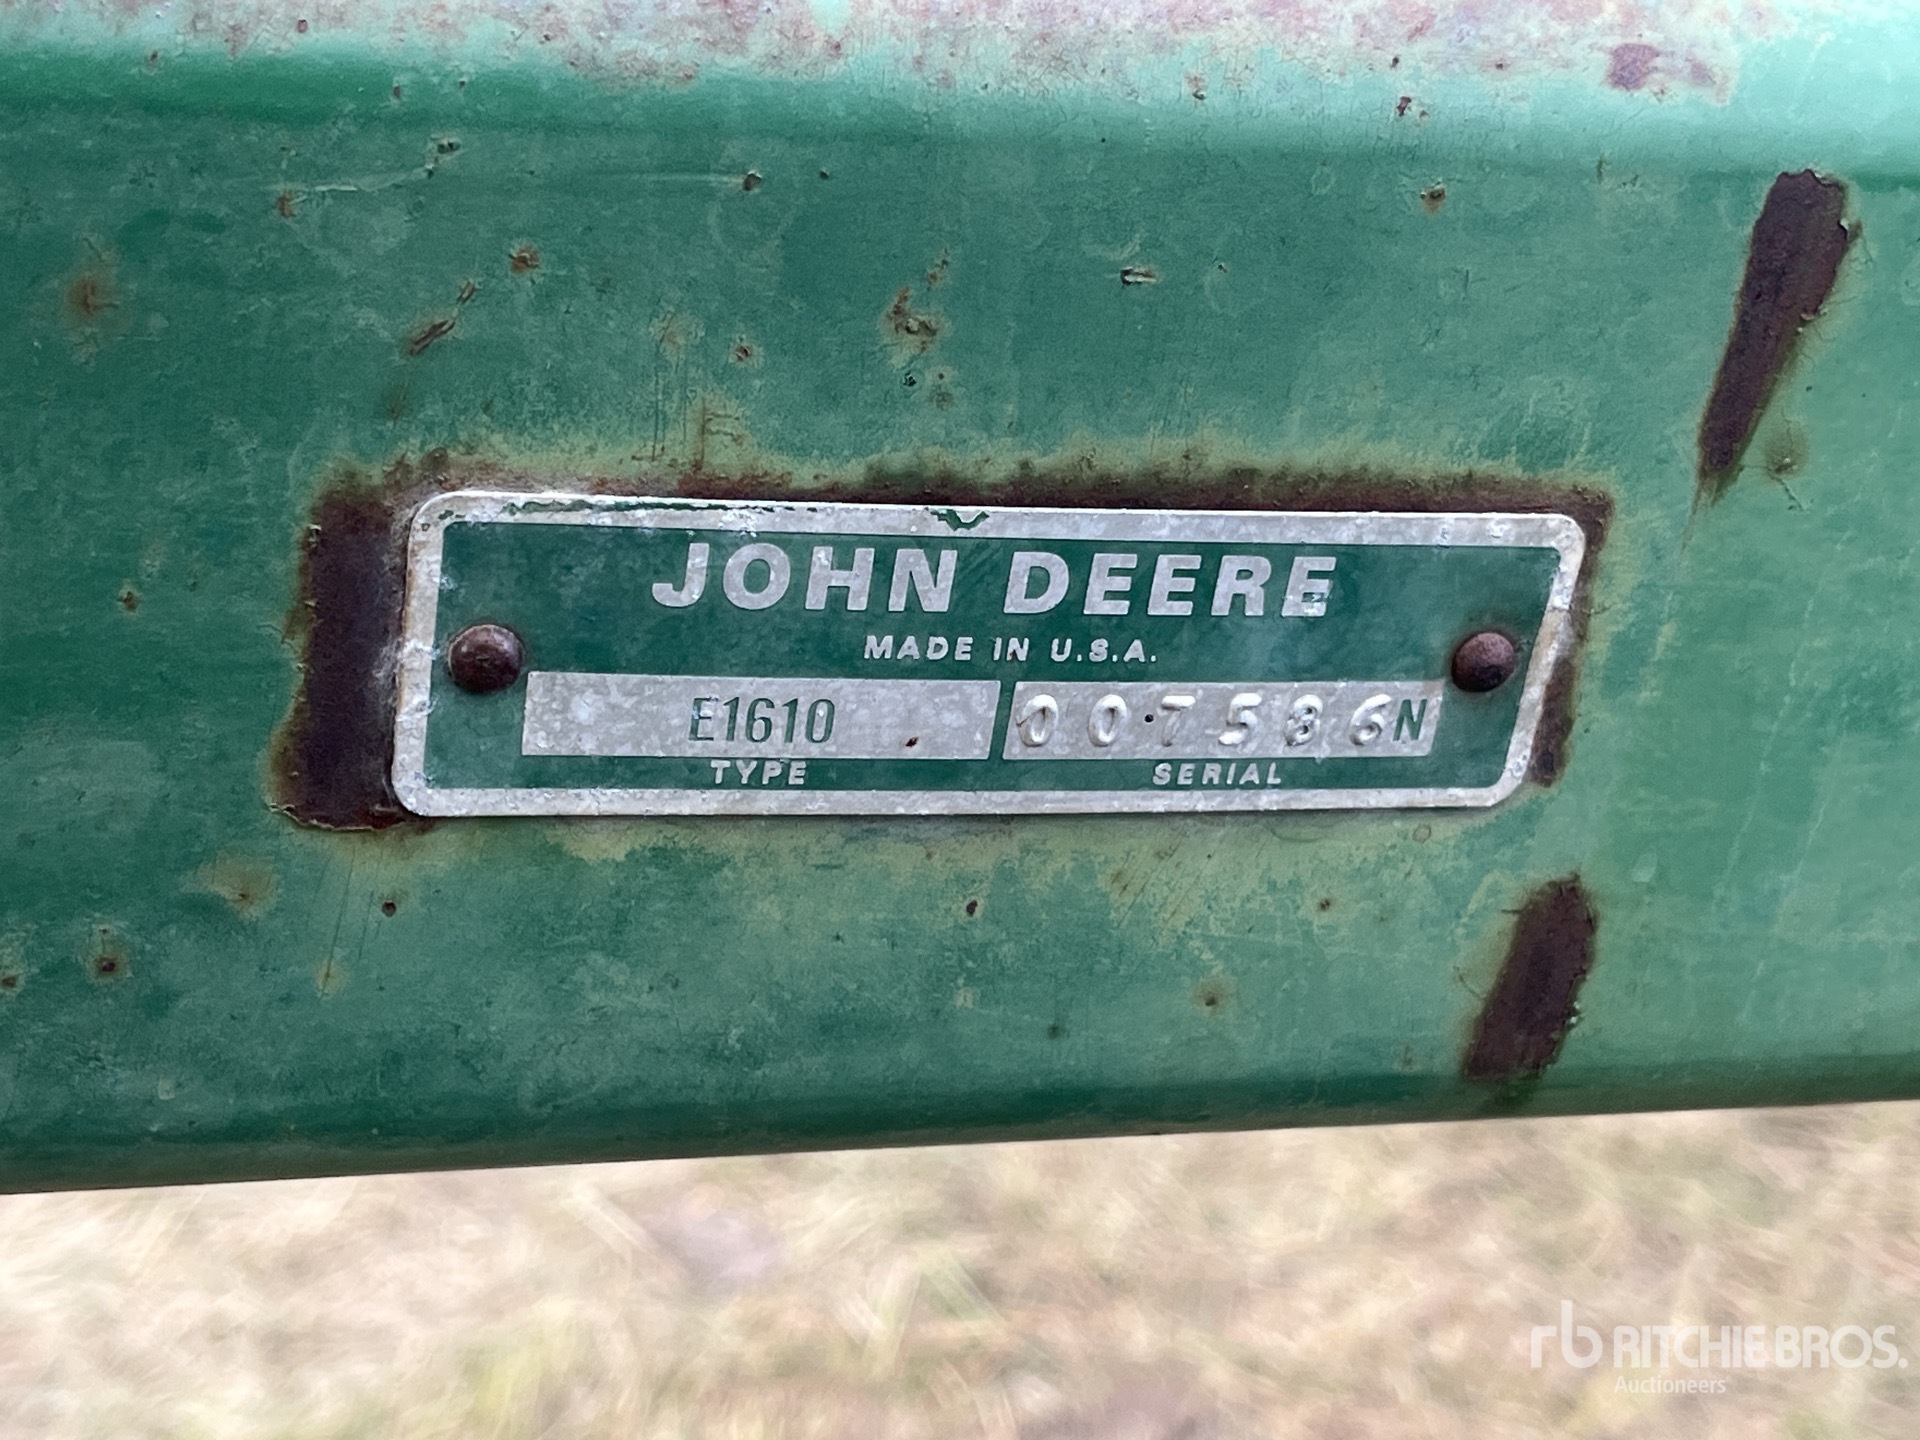 JOHN DEERE
MADE IN U.S.A.
E1610 007586N
TYPE SERIAL
rb RITCHIE BROS.
Auctioneers